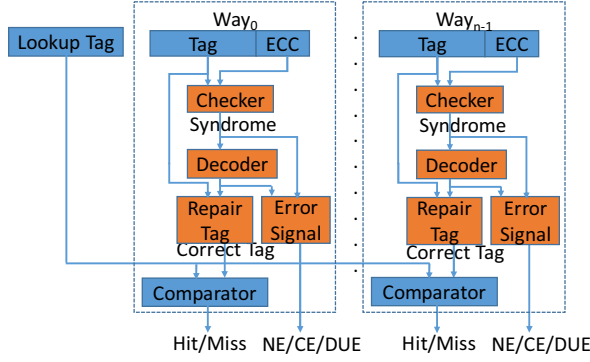 Way0
Wayn-1
Lookup Tag
Tag
ECC
Tag
ECC
Checker
Checker
Syndrome
Syndrome
Decoder
Decoder
Repair
Tag
Error
Signal
Repair
Tag
Error
Signal
Correct Tag
Correct Tag
Comparator
Comparator
Hit/Miss
NE/CE/DUE
Hit/Miss
NE/CE/DUE